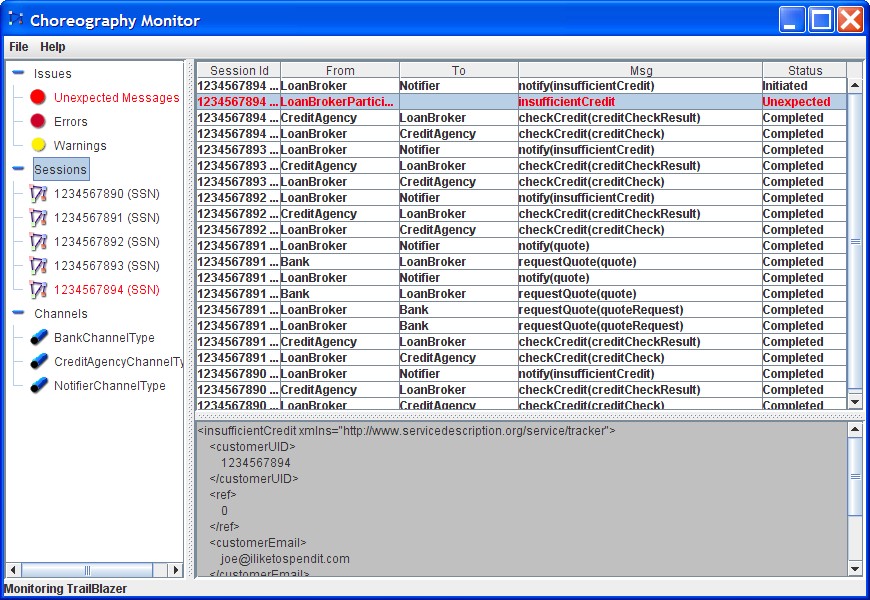 Choreography Monitor
File Help
Issues
Unexpected Messages
Errors
Warnings
Sessions
1234567890 (SSN)
1234567891 (SSN)
1234567892 (SSN)
1234567893 (SSN)
1234567894 (SSN)
Channels
BankChannelType
CreditAgencyChannelTy
NotifierChannelType
Session Id From To Msg Status
1234567894 ... LoanBroker Notifier notify(insufficientCredit) Initiated
1234567894 ... LoanBrokerPartici... insufficientCredit Unexpected
1234567894 ... CreditAgency LoanBroker checkCredit(creditCheckResult) Completed
1234567894 ... LoanBroker CreditAgency checkCredit(creditCheck) Completed
1234567893 ... LoanBroker Notifier notify(insufficientCredit) Completed
1234567893 ... CreditAgency LoanBroker checkCredit(creditCheckResult) Completed
1234567893 ... LoanBroker CreditAgency checkCredit(creditCheck) Completed
1234567892 ... LoanBroker Notifier notify(insufficientCredit) Completed
1234567892 ... CreditAgency LoanBroker checkCredit(creditCheckResult) Completed
1234567892 ... LoanBroker CreditAgency checkCredit(creditCheck) Completed
1234567891 ... LoanBroker Notifier notify(quote) Completed
1234567891 ... Bank LoanBroker requestQuote(quote) Completed
1234567891 ... LoanBroker Notifier notify(quote) Completed
1234567891 ... Bank LoanBroker requestQuote(quote) Completed
1234567891 ... LoanBroker Bank requestQuote(quoteRequest) Completed
1234567891 ... LoanBroker Bank requestQuote(quoteRequest) Completed
1234567891 ... CreditAgency LoanBroker checkCredit(creditCheckResult) Completed
1234567891 ... LoanBroker CreditAgency checkCredit(creditCheck) Completed
1234567890 ... LoanBroker Notifier notify(insufficientCredit) Completed
1234567890 ... CreditAgency LoanBroker checkCredit(creditCheckResult) Completed
1234567890 ... LoanBroker CreditAgency checkCredit(creditCheck) Completed
<insufficientCredit xmlns="http://www.servicedescription.org/service/tracker">
<customerUID>
1234567894
</customerUID>
<ref>
0
</ref>
<customerEmail>
joe@iliketospendit.com
</customerEmail>
Monitoring TrailBlazer